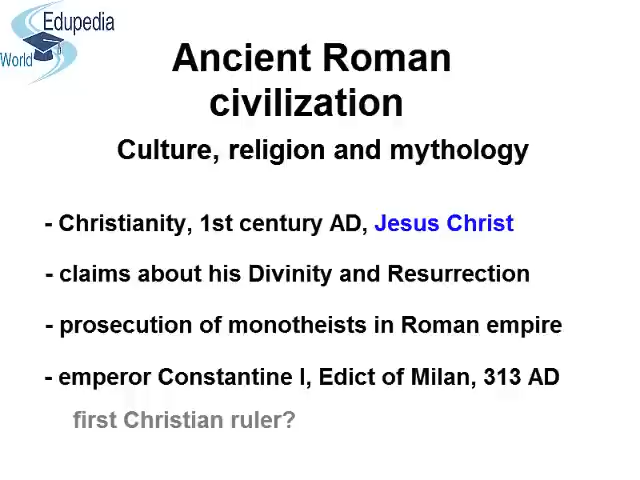 Edupedia
World
Ancient Roman
civilization
Culture, religion and mythology
- Christianity, 1st century AD, Jesus Christ
- claims about his Divinity and Resurrection
- prosecution of monotheists in Roman empire
- emperor Constantine I, Edict of Milan, 313 AD
first Christian ruler?